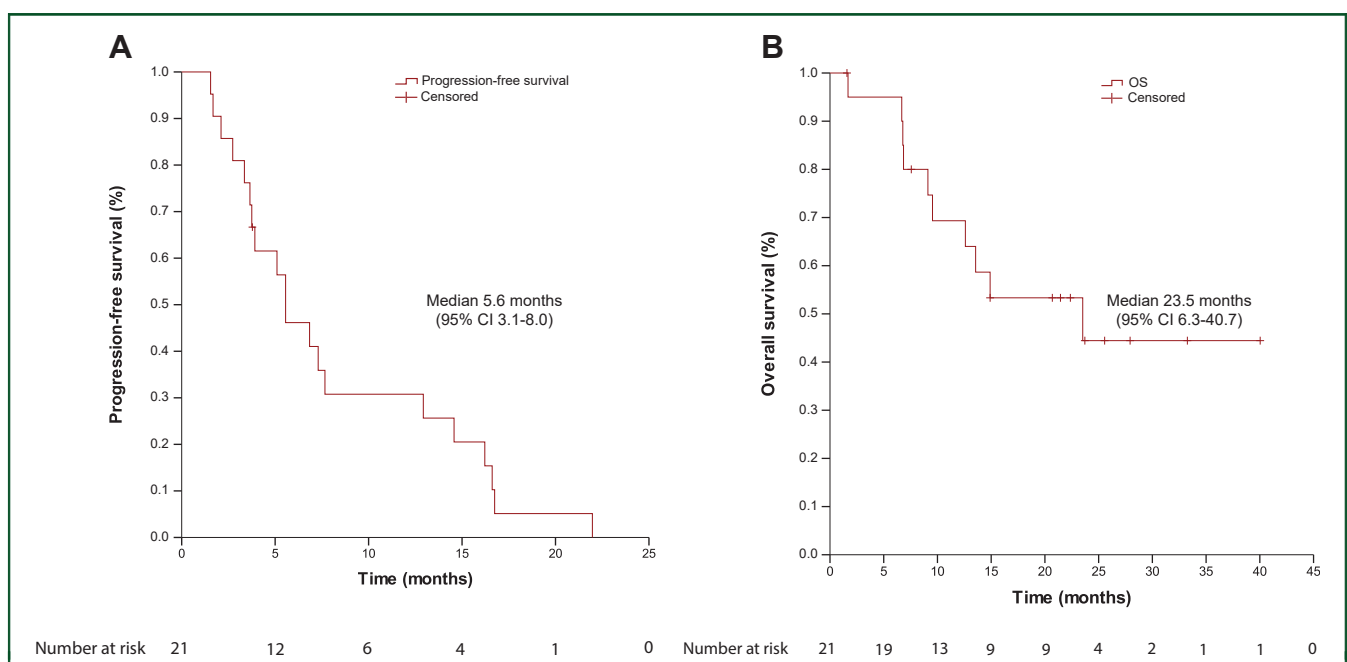 A
Progression-free survival
Censored
1.0
0.9
0.8
0.7
0.6
0.5
0.4
0.3
0.2
0.1
0.0
Progression-free survival (%)
Median 5.6 months
(95% CI 3.1-8.0)
0 5 10 15 20 25
Time (months)
Number at risk 21 12 6 4 1 0
B
OS
Censored
1.0
0.9
0.8
0.7
0.6
0.5
0.4
0.3
0.2
0.1
0.0
Overall survival (%)
Median 23.5 months
(95% CI 6.3-40.7)
0 5 10 15 20 25 30 35 40 45
Time (months)
Number at risk 21 19 13 9 9 4 2 1 1 0